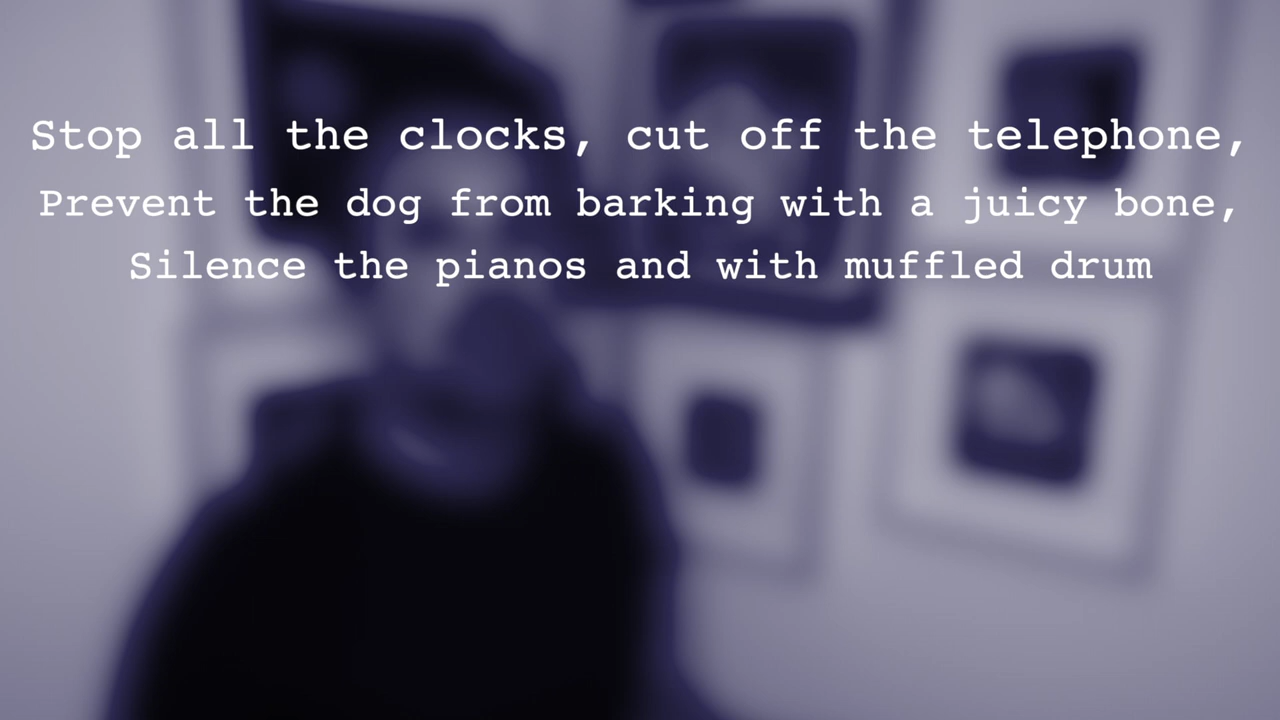 Stop all the clocks, cut off the telephone,
Prevent the dog from barking with a juicy bone,
Silence the pianos and with muffled drum